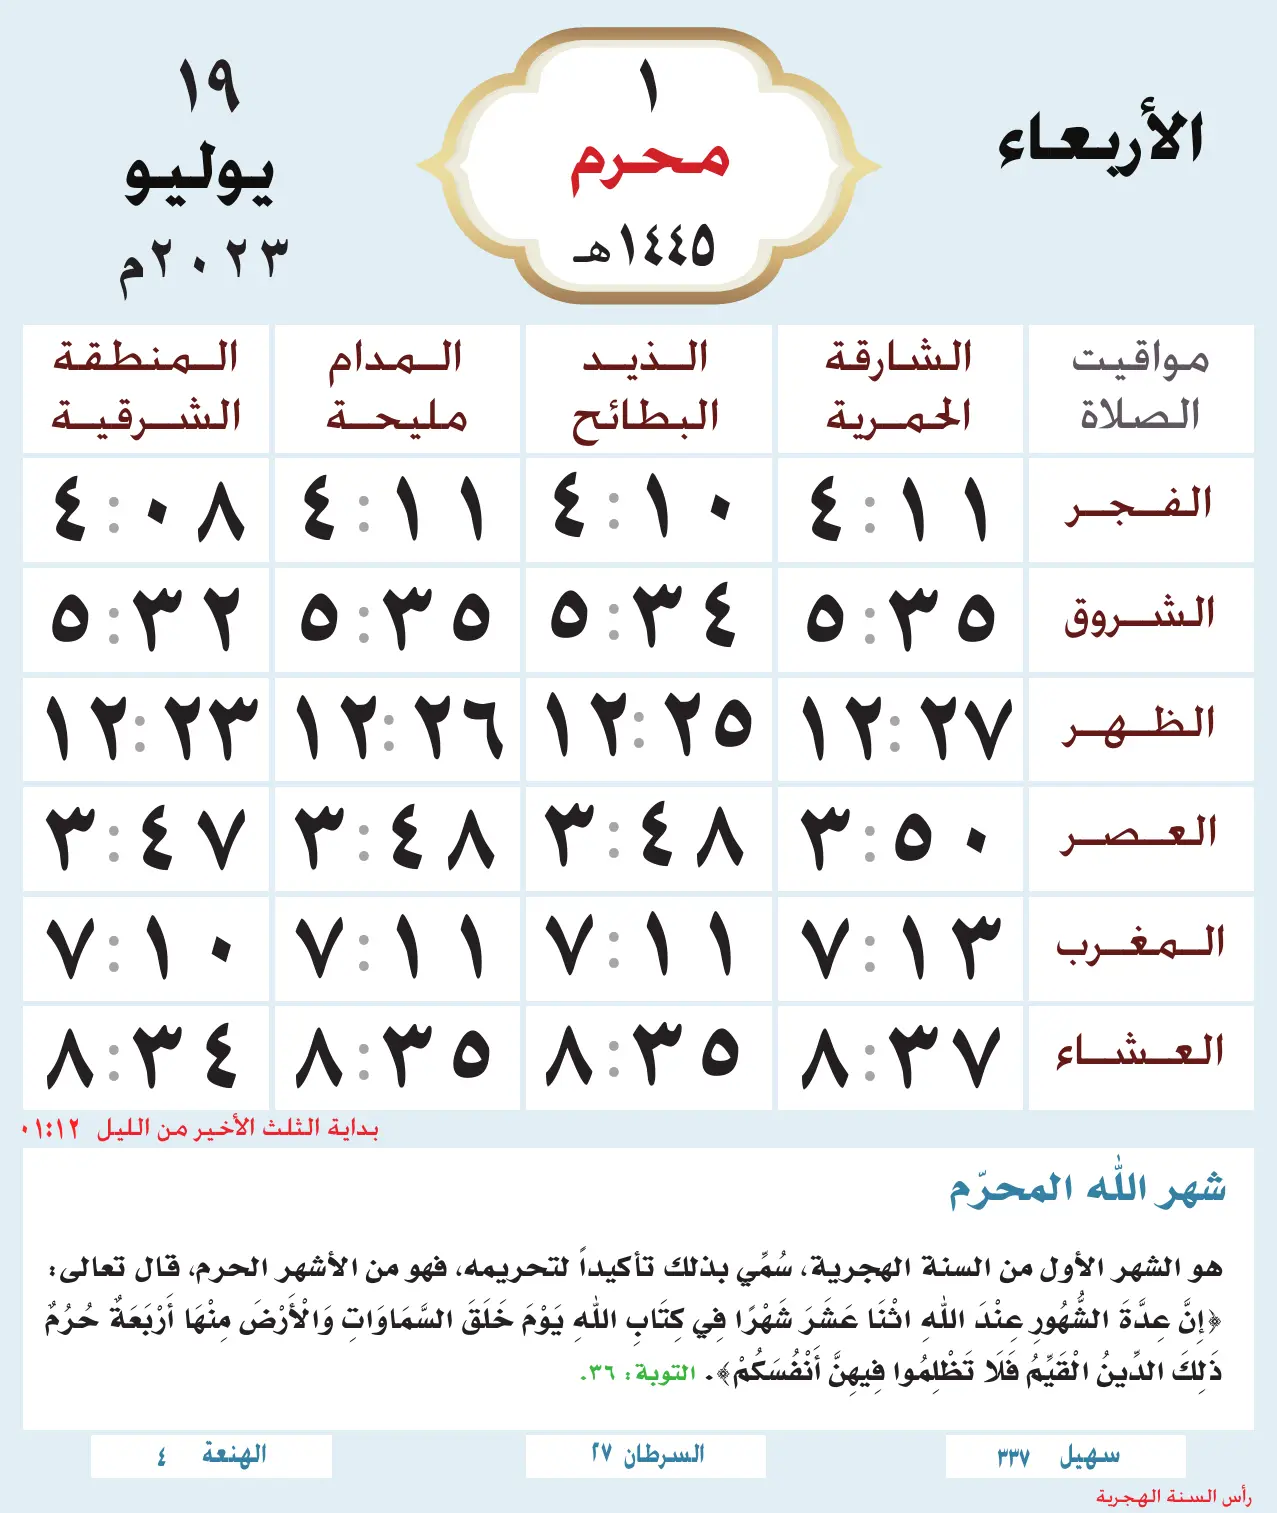 الأربعاء
١
محرم
١٤٤٥هـ
١٩
يوليو
٢٠٢٣م
مواقيت الصلاة
الشارقة الحمرية
الذيد البطائح
المدام مليحة
المنطقة الشرقية
الفجر ٤:١١ ٤:١٠ ٤:١١ ٤:٠٨
الشروق ٥:٣٥ ٥:٣٤ ٥:٣٥ ٥:٣٢
الظهر ١٢:٢٧ ١٢:٢٥ ١٢:٢٦ ١٢:٢٣
العصر ٣:٥٠ ٣:٤٨ ٣:٤٨ ٣:٤٧
المغرب ٧:١٣ ٧:١١ ٧:١١ ٧:١٠
العشاء ٨:٣٧ ٨:٣٥ ٨:٣٥ ٨:٣٤
بداية الثلث الأخير من الليل ٠١:١٢
شهر الله المحرّم
هو الشهر الأول من السنة الهجرية، سُمِّي بذلك تأكيداً لتحريمه، فهو من الأشهر الحرم، قال تعالى:
﴿إِنَّ عِدَّةَ الشُّهُورِ عِنْدَ اللهِ اثْنَا عَشَرَ شَهْرًا فِي كِتَابِ اللهِ يَوْمَ خَلَقَ السَّمَاوَاتِ وَالْأَرْضَ مِنْهَا أَرْبَعَةٌ حُرُمٌ
ذَلِكَ الدِّينُ الْقَيِّمُ فَلَا تَظْلِمُوا فِيهِنَّ أَنْفُسَكُمْ﴾. التوبة: ٣٦.
سهيل ٣٣٧
السرطان ٢٧
الهنعة ٤
رأس السنة الهجرية